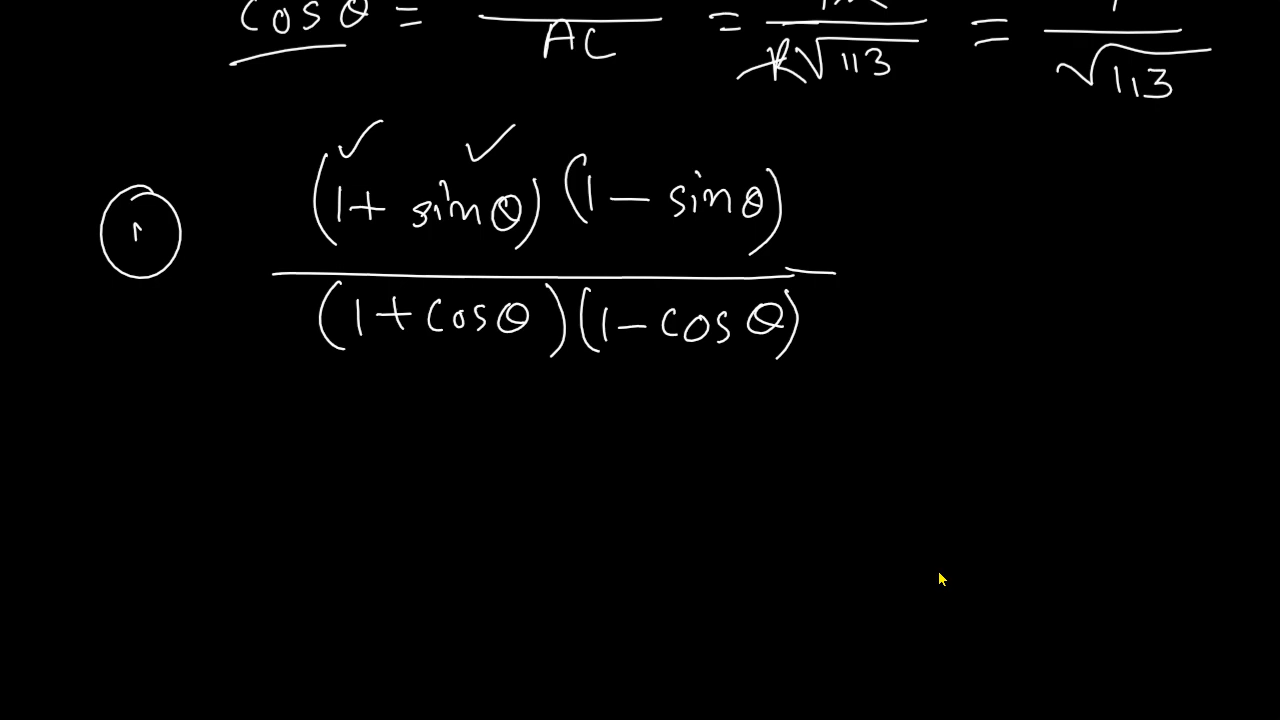 cos θ = / AC = / k√113 = / √113
(1 + sin θ) (1 − sin θ)
(1 + cos θ) (1 − cos θ)